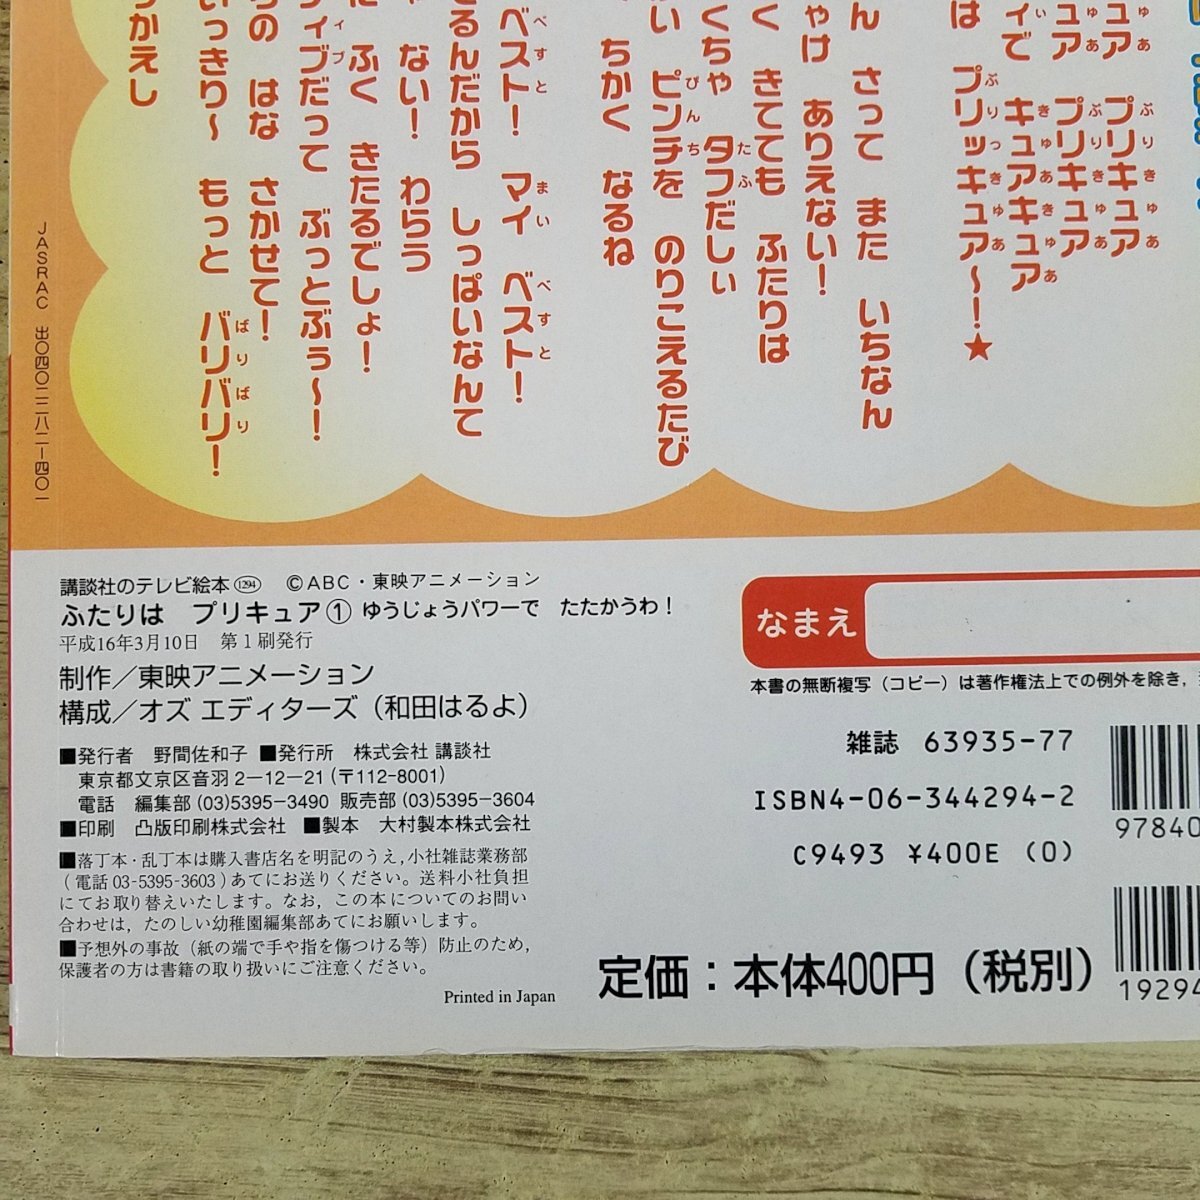 ュア プリキュア
ュア プリキュア
イで キュアキュア
は プリッキュア〜！★
ん さって また いちなん
ゃけ ありえない！
く きてても ふたりは
くちゃ タフだしぃ
い ピンチを のりこえるたび
ちかく なるね
ベスト！ マイ ベスト！
るんだから しっぱいなんて
ない！ わらう
ふく きたるでしょ！
ィブだって ぶっとぶぅ〜！
らの はな さかせて！
いっきり〜 もっと バリバリ！
っかえし
JASRAC 出〇四〇二二八二ー四〇一
講談社のテレビ絵本1294 ©ABC・東映アニメーション
ふたりは プリキュア① ゆうじょうパワーで たたかうわ！
平成16年3月10日 第1刷発行
制作／東映アニメーション
構成／オズ エディターズ（和田はるよ）
■発行者 野間佐和子 ■発行所 株式会社 講談社
東京都文京区音羽2−12−21（〒112-8001）
電話 編集部（03）5395−3490 販売部（03）5395−3604
■印刷 凸版印刷株式会社 ■製本 大村製本株式会社
■落丁本・乱丁本は購入書店名を明記のうえ，小社雑誌業務部
（電話 03-5395-3603）あてにお送りください。送料小社負担
にてお取り替えいたします。なお，この本についてのお問い
合わせは，たのしい幼稚園編集部あてにお願いします。
■予想外の事故（紙の端で手や指を傷つける等）防止のため，
保護者の方は書籍の取り扱いにご注意ください。
Printed in Japan
なまえ
本書の無断複写（コピー）は著作権法上での例外を除き，
雑誌 63935-77
ISBN4-06-344294-2
C9493 ¥400E (0)
97840
19294
定価：本体400円（税別）